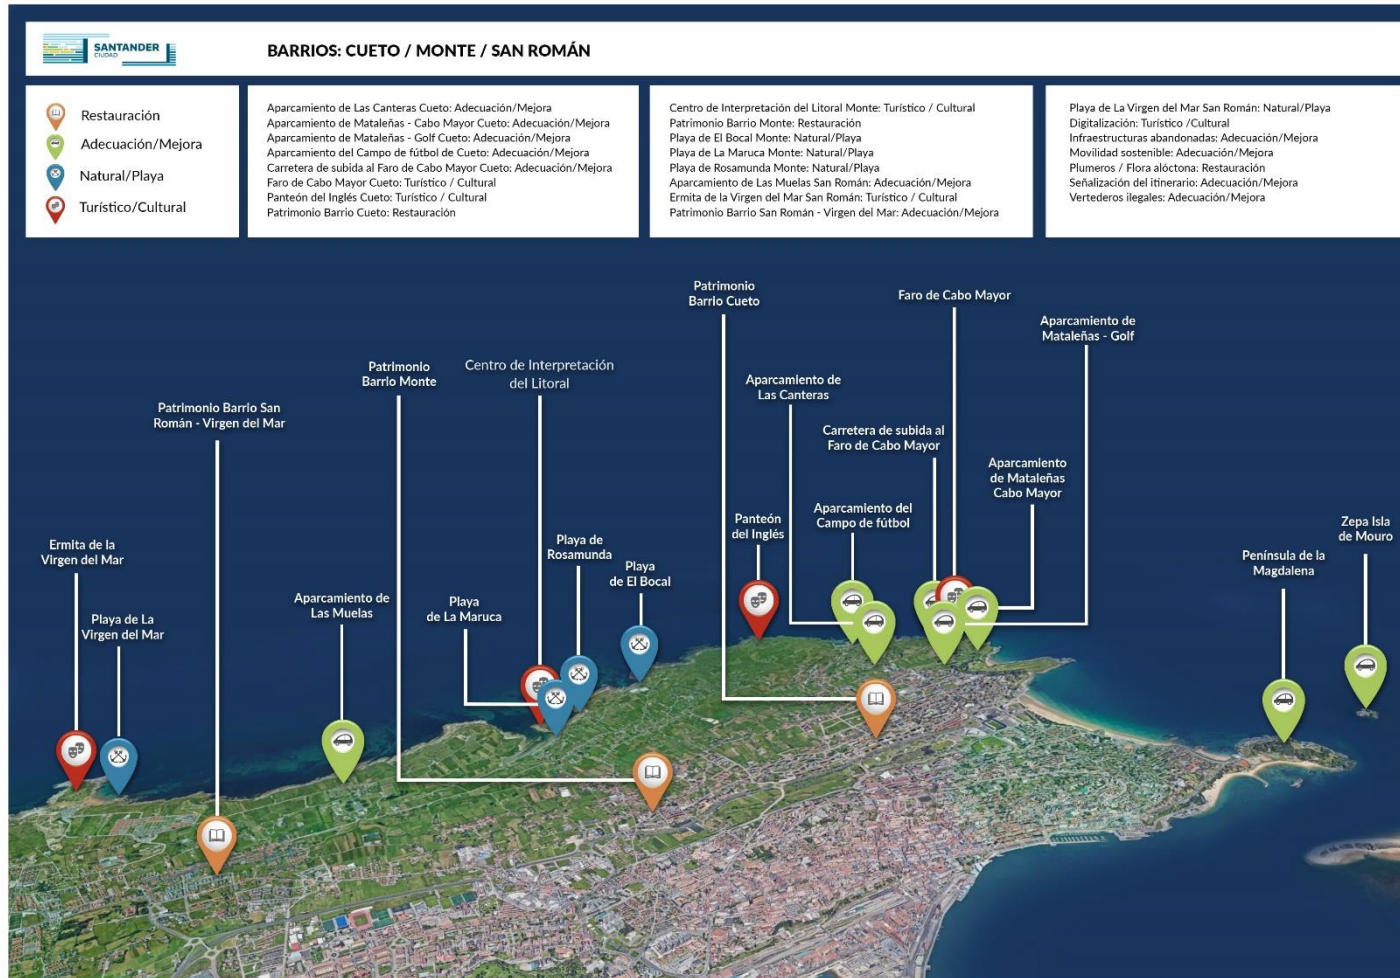 SANTANDER
CIUDAD
BARRIOS: CUETO / MONTE / SAN ROMÁN
Restauración
Adecuación/Mejora
Natural/Playa
Turístico/Cultural
Aparcamiento de Las Canteras Cueto: Adecuación/Mejora
Aparcamiento de Mataleñas - Cabo Mayor Cueto: Adecuación/Mejora
Aparcamiento de Mataleñas - Golf Cueto: Adecuación/Mejora
Aparcamiento del Campo de fútbol de Cueto: Adecuación/Mejora
Carretera de subida al Faro de Cabo Mayor Cueto: Adecuación/Mejora
Faro de Cabo Mayor Cueto: Turístico / Cultural
Panteón del Inglés Cueto: Turístico / Cultural
Patrimonio Barrio Cueto: Restauración
Centro de Interpretación del Litoral Monte: Turístico / Cultural
Patrimonio Barrio Monte: Restauración
Playa de El Bocal Monte: Natural/Playa
Playa de La Maruca Monte: Natural/Playa
Playa de Rosamunda Monte: Natural/Playa
Aparcamiento de Las Muelas San Román: Adecuación/Mejora
Ermita de la Virgen del Mar San Román: Turístico / Cultural
Patrimonio Barrio San Román - Virgen del Mar: Adecuación/Mejora
Playa de La Virgen del Mar San Román: Natural/Playa
Digitalización: Turístico /Cultural
Infraestructuras abandonadas: Adecuación/Mejora
Movilidad sostenible: Adecuación/Mejora
Plumeros / Flora alóctona: Restauración
Señalización del itinerario: Adecuación/Mejora
Vertederos ilegales: Adecuación/Mejora
Patrimonio
Barrio Cueto
Faro de Cabo Mayor
Aparcamiento de
Mataleñas - Golf
Patrimonio
Barrio Monte
Centro de Interpretación
del Litoral
Aparcamiento de
Las Canteras
Patrimonio Barrio San
Román - Virgen del Mar
Carretera de subida al
Faro de Cabo Mayor
Aparcamiento
de Mataleñas
Cabo Mayor
Aparcamiento del
Campo de fútbol
Panteón
del Inglés
Zepa Isla
de Mouro
Ermita de la
Virgen del Mar
Playa de
Rosamunda
Península de la
Magdalena
Playa
de El Bocal
Aparcamiento de
Las Muelas
Playa
de La Maruca
Playa de La
Virgen del Mar